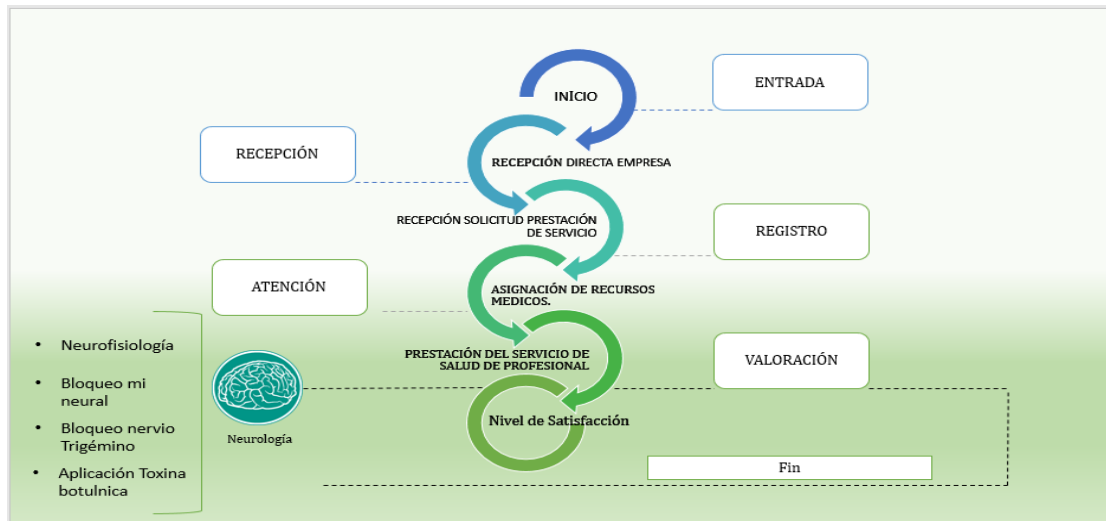 INICIO
ENTRADA
RECEPCIÓN
RECEPCIÓN DIRECTA EMPRESA
RECEPCIÓN SOLICITUD PRESTACIÓN
DE SERVICIO
REGISTRO
ATENCIÓN
ASIGNACIÓN DE RECURSOS
MEDICOS.
PRESTACIÓN DEL SERVICIO DE
SALUD DE PROFESIONAL
VALORACIÓN
• Neurofisiología
• Bloqueo mi
neural
• Bloqueo nervio
Trigémino
• Aplicación Toxina
botulnica
Neurología
Nivel de Satisfacción
Fin